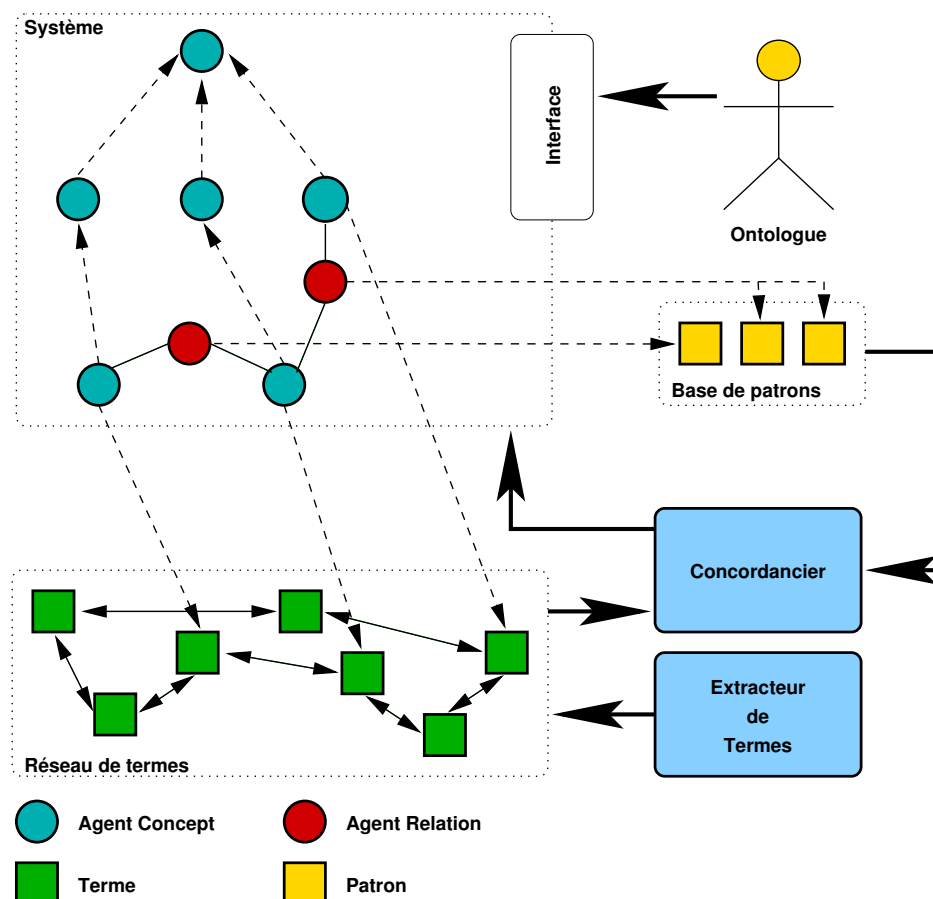 Système
Interface
Ontologue
Base de patrons
Concordancier
Extracteur
de
Termes
Réseau de termes
Agent Concept
Agent Relation
Terme
Patron